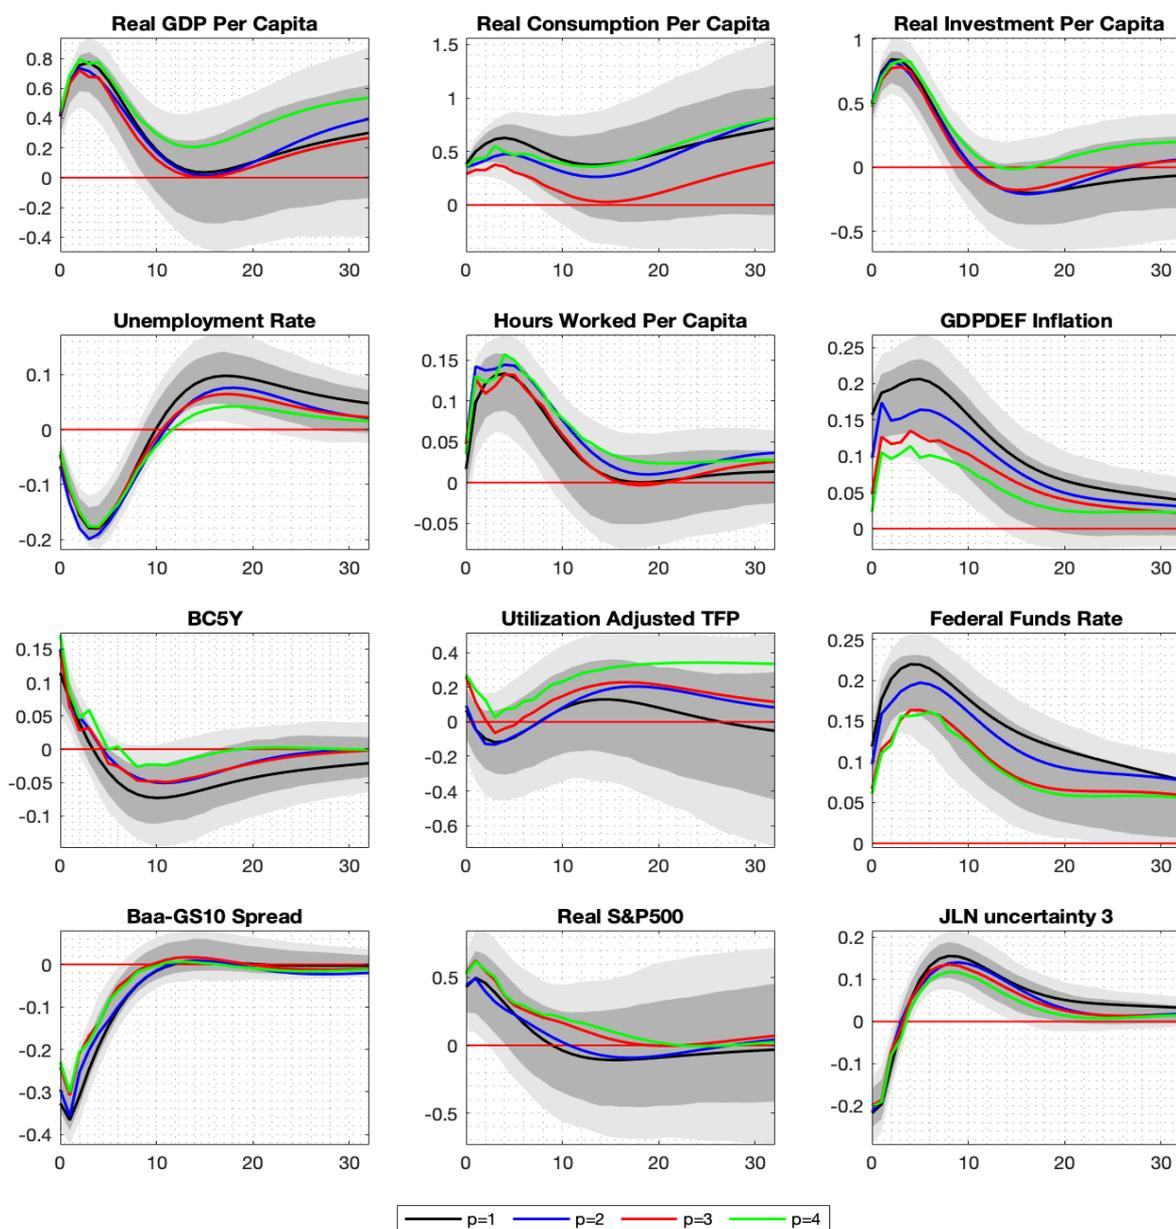 Real GDP Per Capita
0.8
0.6
0.4
0.2
0
-0.2
-0.4
0 10 20 30
Real Consumption Per Capita
1.5
1
0.5
0
0 10 20 30
Real Investment Per Capita
1
0.5
0
-0.5
0 10 20 30
Unemployment Rate
0.1
0
-0.1
-0.2
0 10 20 30
Hours Worked Per Capita
0.15
0.1
0.05
0
-0.05
0 10 20 30
GDPDEF Inflation
0.25
0.2
0.15
0.1
0.05
0
0 10 20 30
BC5Y
0.15
0.1
0.05
0
-0.05
-0.1
0 10 20 30
Utilization Adjusted TFP
0.4
0.2
0
-0.2
-0.4
-0.6
0 10 20 30
Federal Funds Rate
0.25
0.2
0.15
0.1
0.05
0
0 10 20 30
Baa-GS10 Spread
0
-0.1
-0.2
-0.3
-0.4
0 10 20 30
Real S&P500
0.5
0
-0.5
0 10 20 30
JLN uncertainty 3
0.2
0.1
0
-0.1
-0.2
0 10 20 30
p=1 p=2 p=3 p=4